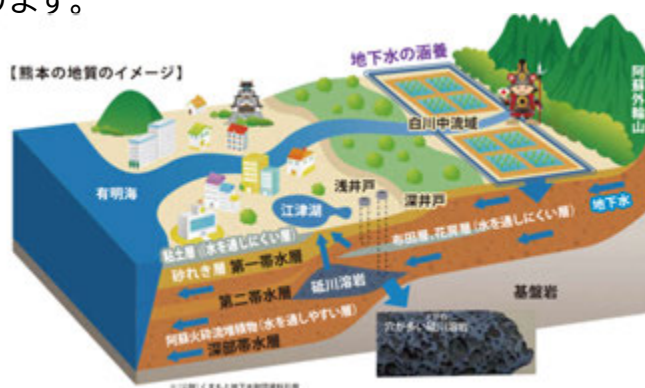 ります。
【熊本の地質のイメージ】
地下水の涵養
阿蘇外輪山
白川中流域
有明海
浅井戸
深井戸
江津湖
地下水
布田層、花房層（水を通しにくい層）
粘土層（水を通しにくい層）
砂れき層 第一帯水層
第二帯水層
砥川溶岩
基盤岩
阿蘇火砕流堆積物（水を通しやすい層）
深部帯水層
穴が多い砥川溶岩